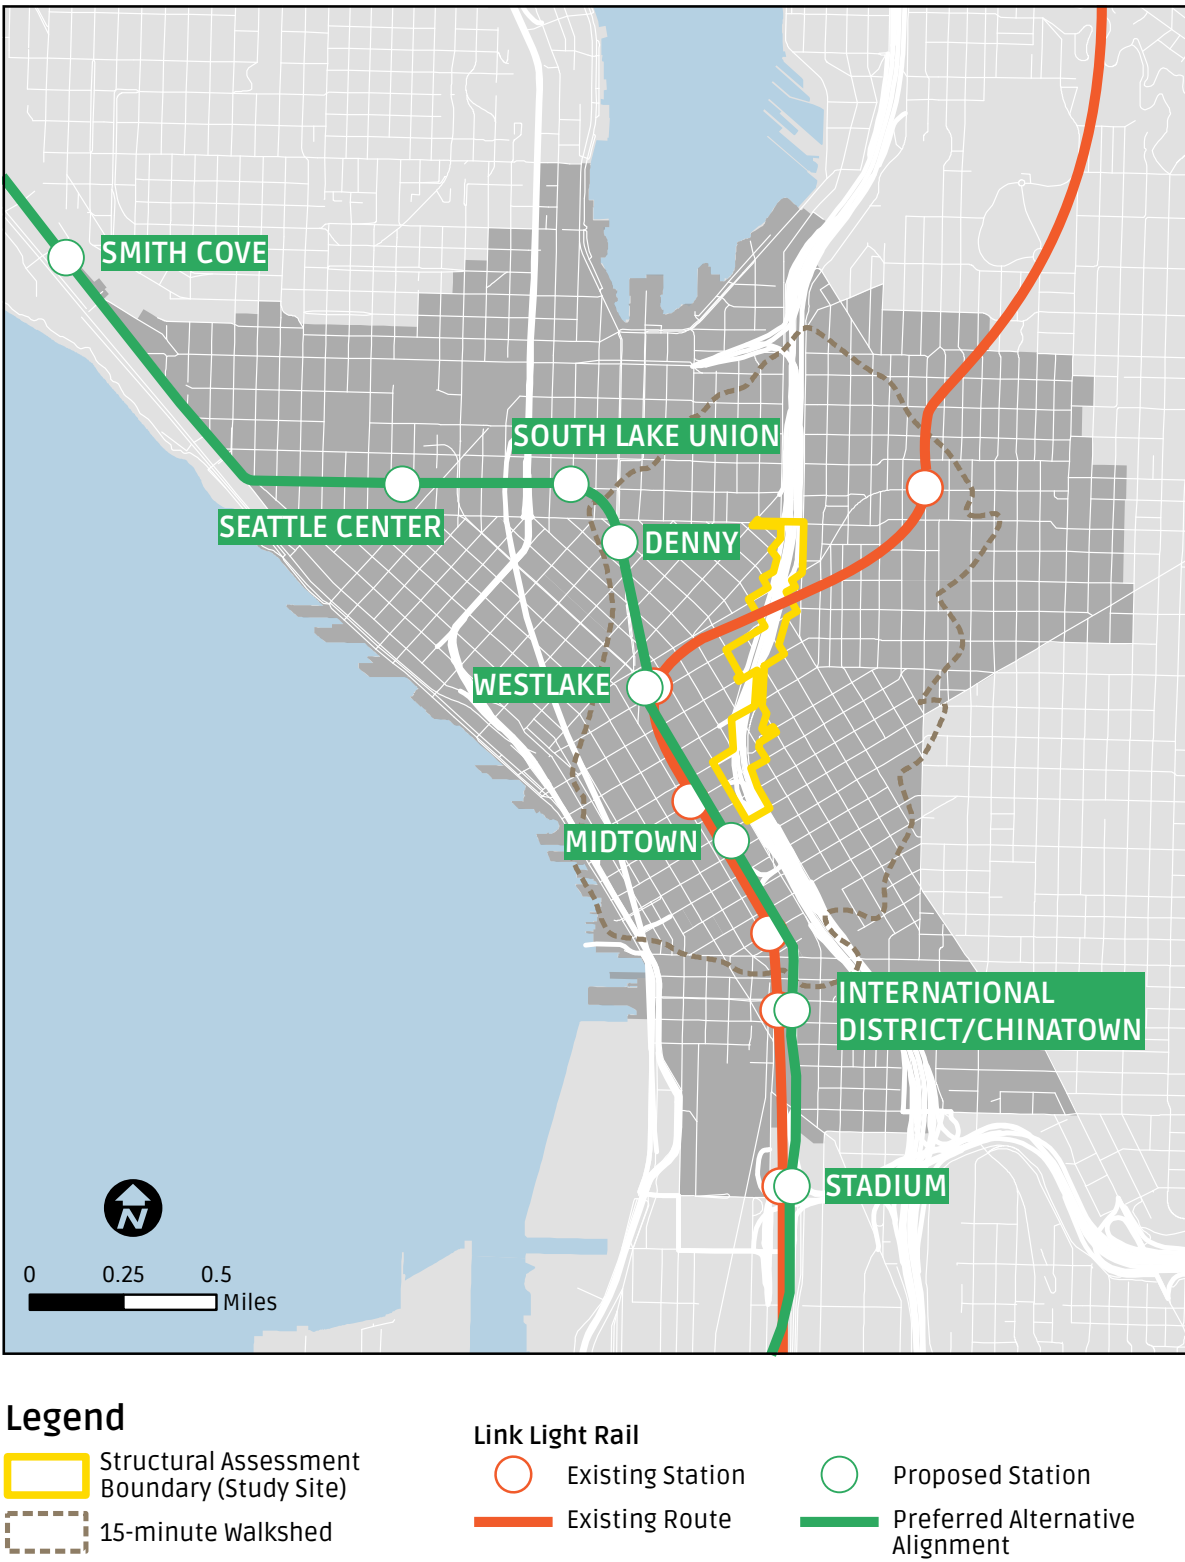 SMITH COVE
SOUTH LAKE UNION
SEATTLE CENTER
DENNY
WESTLAKE
MIDTOWN
INTERNATIONAL
DISTRICT/CHINATOWN
STADIUM
N
0 0.25 0.5
Miles
Legend
Structural Assessment
Boundary (Study Site)
15-minute Walkshed
Link Light Rail
Existing Station
Existing Route
Proposed Station
Preferred Alternative
Alignment